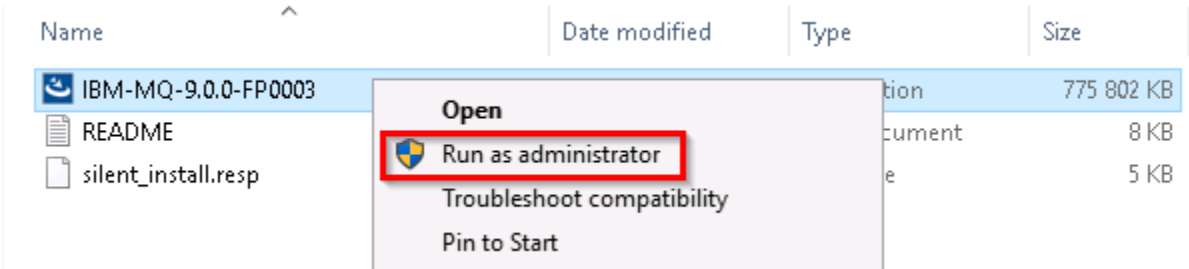 Name Date modified Type Size
IBM-MQ-9.0.0-FP0003 tion 775 802 KB
Open
README cument 8 KB
Run as administrator
silent_install.resp e 5 KB
Troubleshoot compatibility
Pin to Start